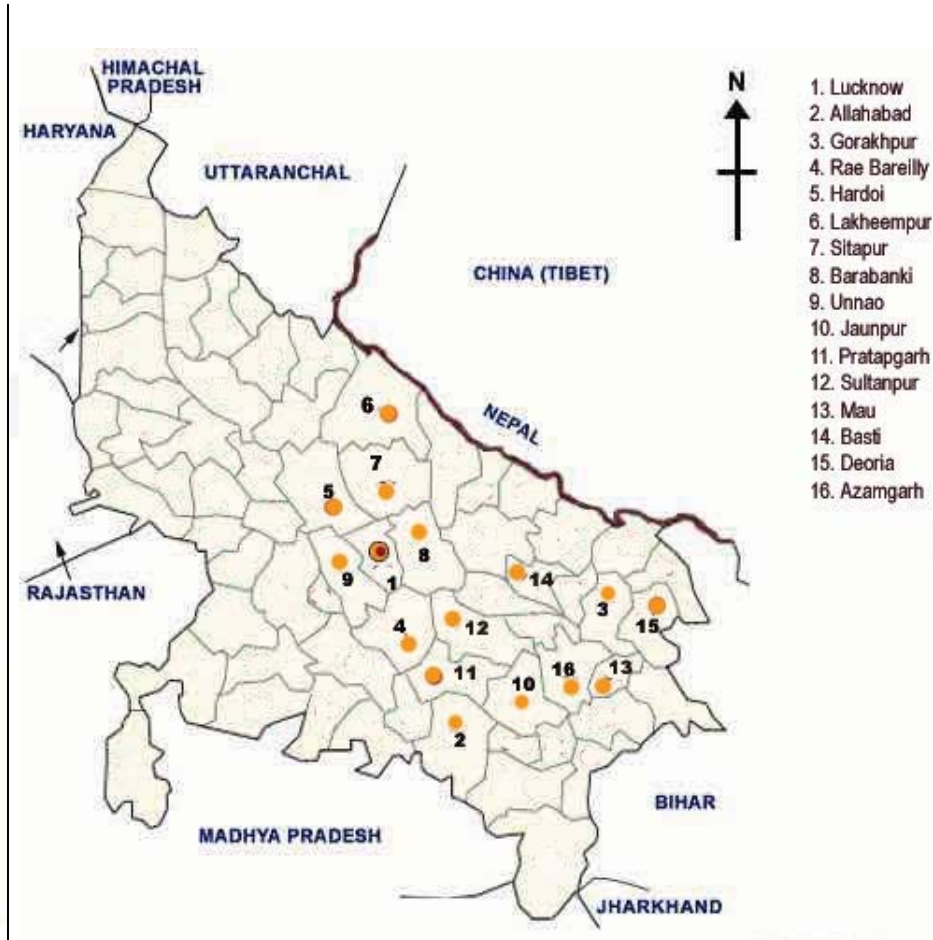 HIMACHAL
PRADESH
HARYANA
UTTARANCHAL
CHINA (TIBET)
NEPAL
RAJASTHAN
MADHYA PRADESH
BIHAR
JHARKHAND
N
1. Lucknow
2. Allahabad
3. Gorakhpur
4. Rae Bareilly
5. Hardoi
6. Lakheempur
7. Sitapur
8. Barabanki
9. Unnao
10. Jaunpur
11. Pratapgarh
12. Sultanpur
13. Mau
14. Basti
15. Deoria
16. Azamgarh
6
7
5
8
9
1
14
3
15
12
4
11
16
13
10
2